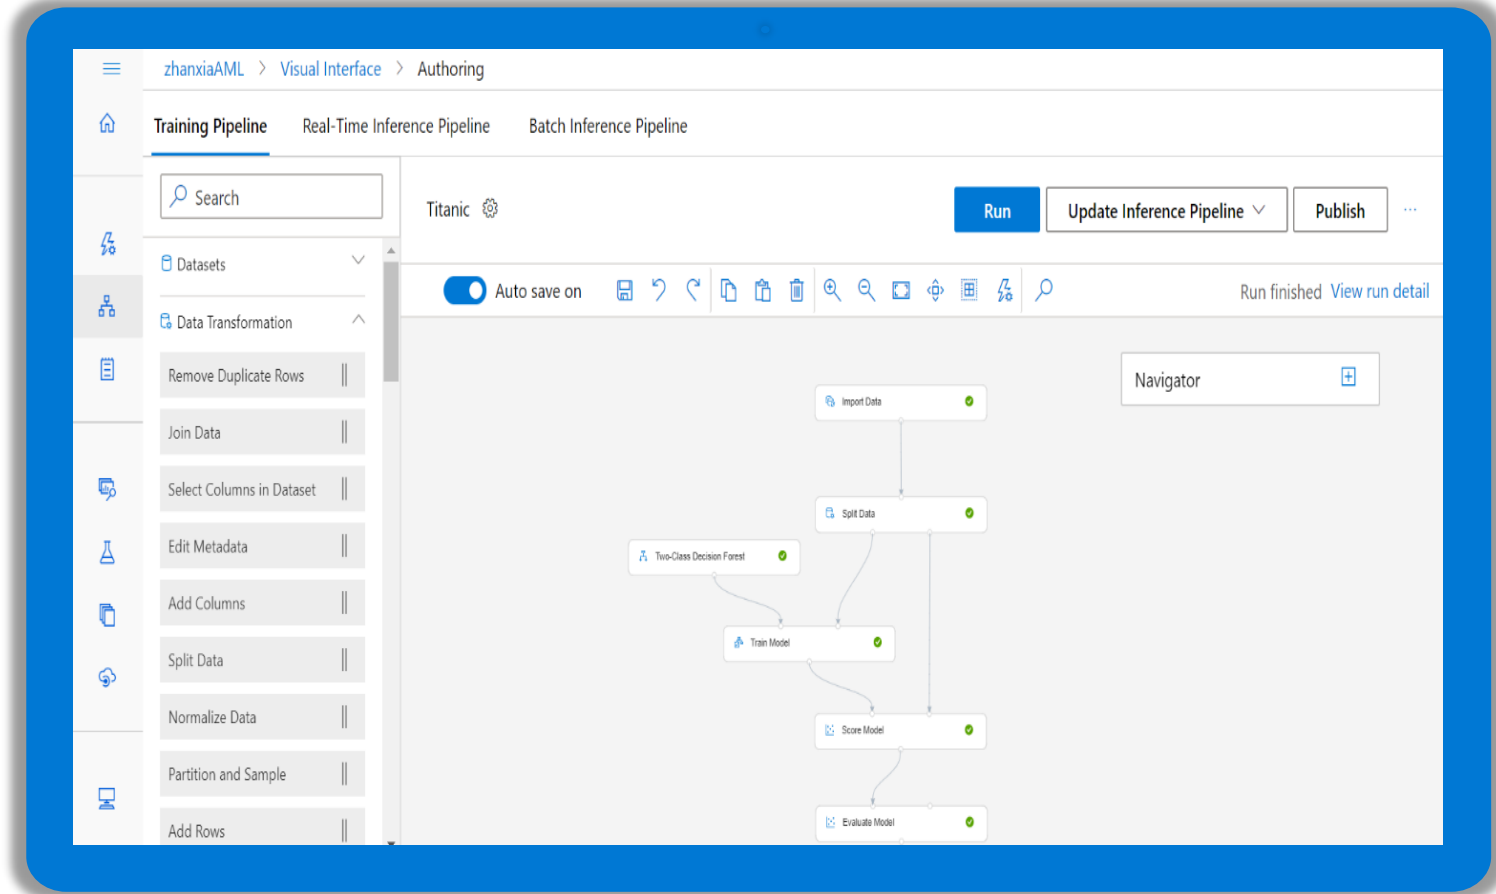 zhanxiaAML > Visual Interface > Authoring
Training Pipeline Real-Time Inference Pipeline Batch Inference Pipeline
Search
Titanic
Run Update Inference Pipeline Publish ...
Datasets
Auto save on
Run finished View run detail
Data Transformation
Remove Duplicate Rows
Join Data
Select Columns in Dataset
Edit Metadata
Add Columns
Split Data
Normalize Data
Partition and Sample
Add Rows
Navigator
Import Data
Split Data
Two-Class Decision Forest
Train Model
Score Model
Evaluate Model